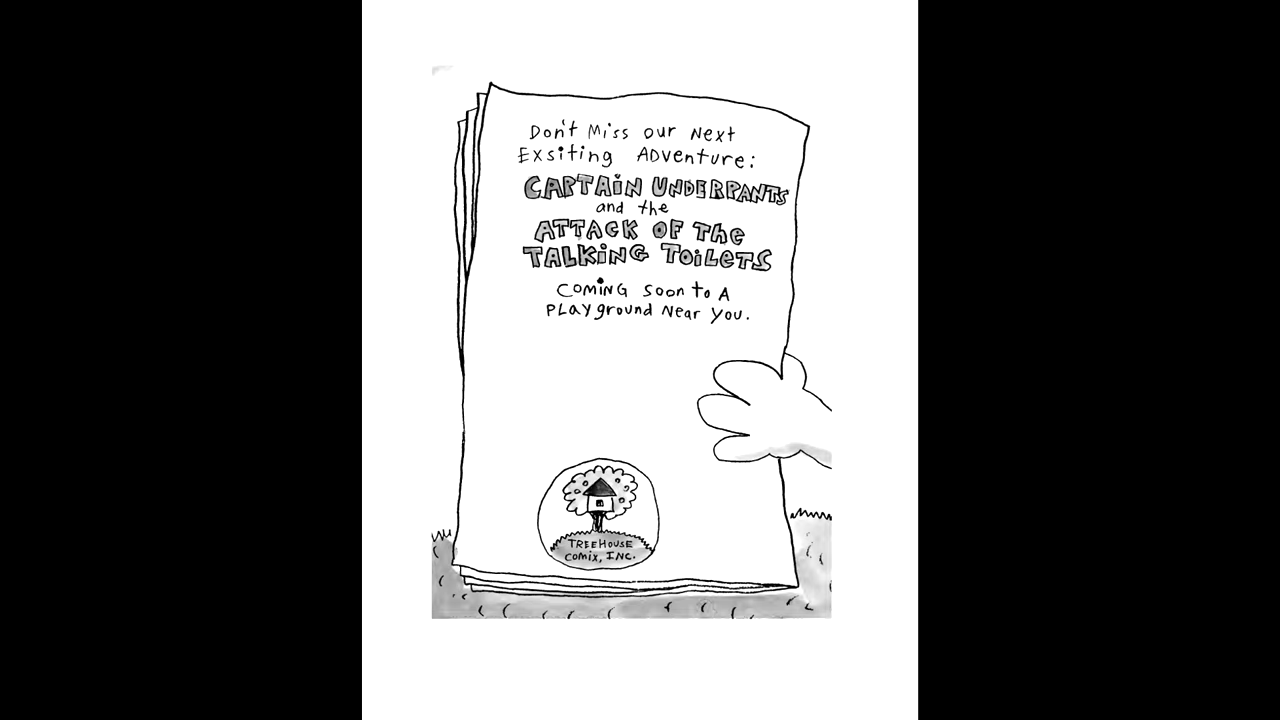 Don't Miss our Next
Exsiting ADventure:
CAPTAiN UNDERPANTS
and the
ATTACK OF The
TALKiNG ToiLeTS
COMiNG Soon to A
PLayground Near you.
TREEHOUSE
COMiX, INC.